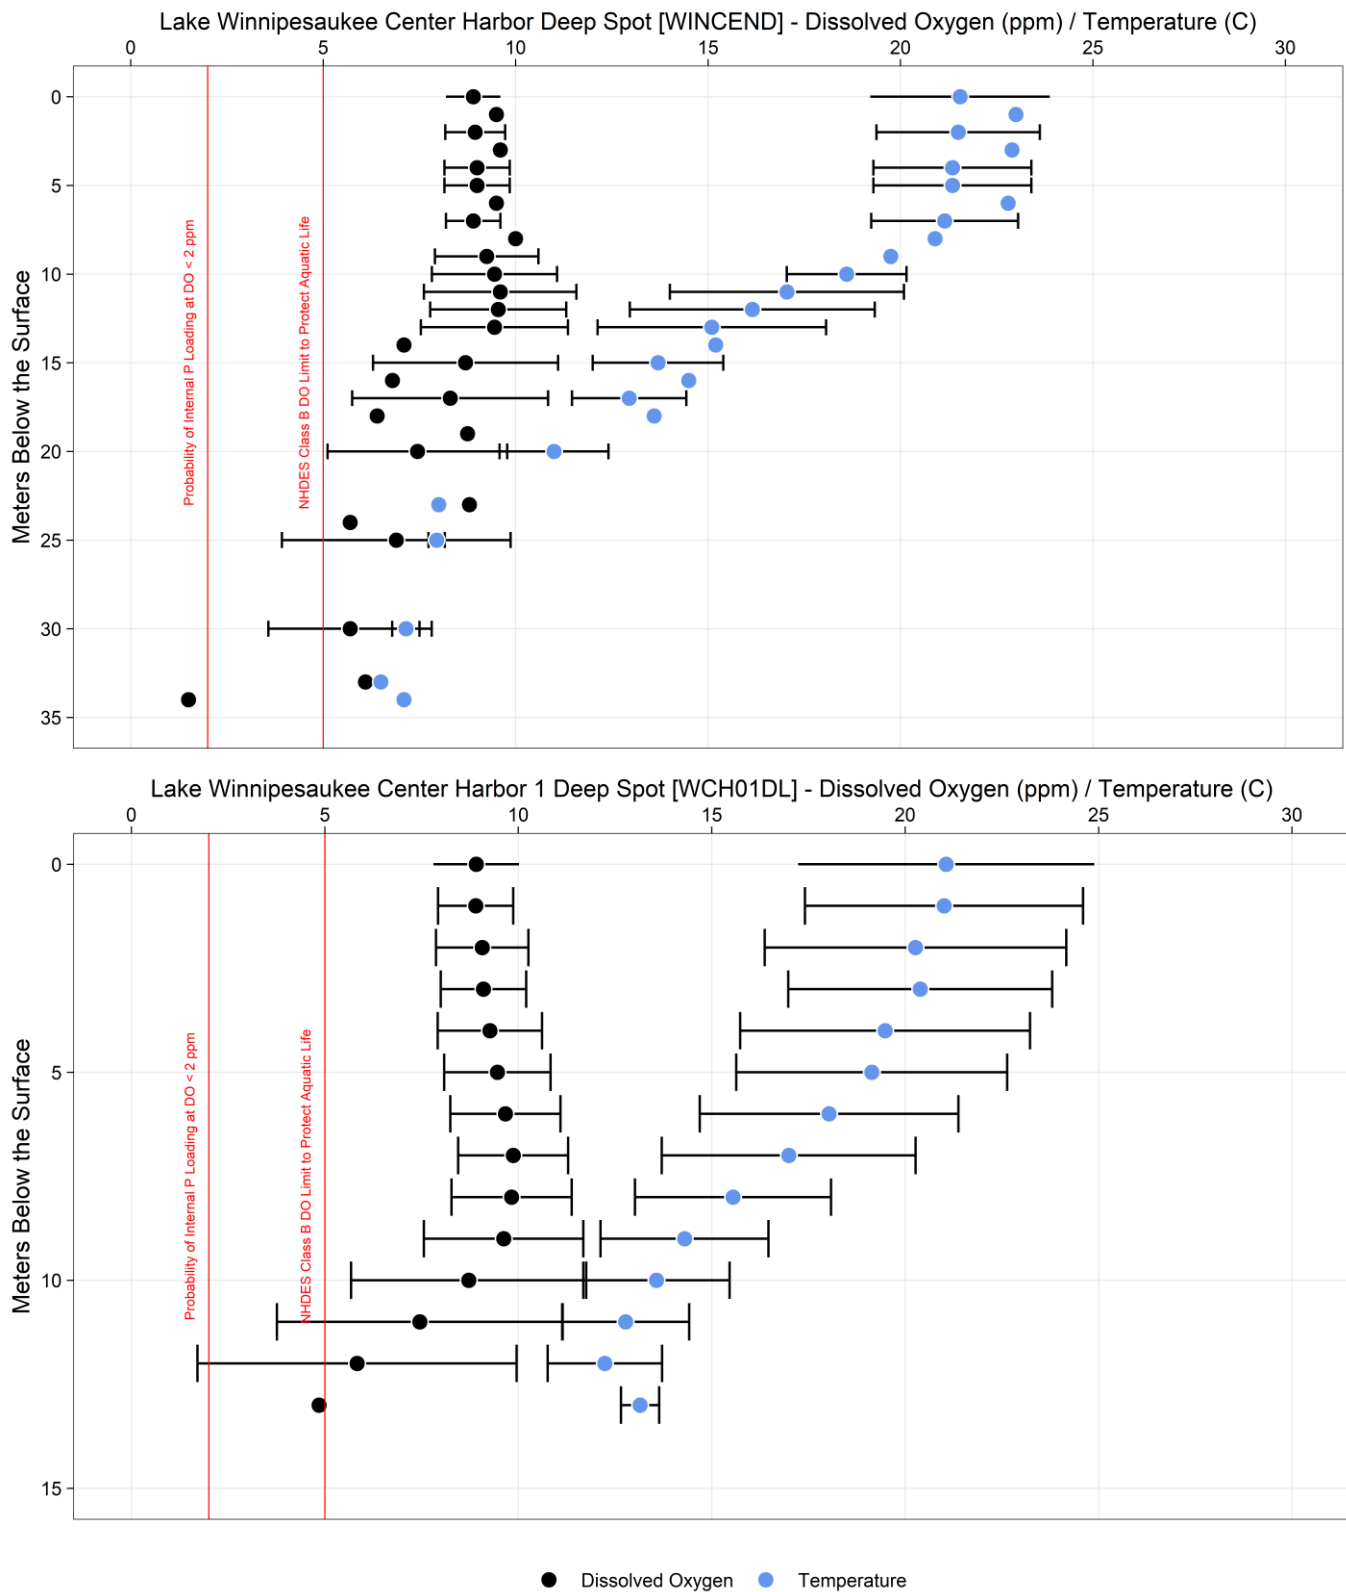 Lake Winnipesaukee Center Harbor Deep Spot [WINCEND] - Dissolved Oxygen (ppm) / Temperature (C)
0 5 10 15 20 25 30
0
5
10
15
20
25
30
35
Meters Below the Surface
Probability of Internal P Loading at DO < 2 ppm
NHDES Class B DO Limit to Protect Aquatic Life
Lake Winnipesaukee Center Harbor 1 Deep Spot [WCH01DL] - Dissolved Oxygen (ppm) / Temperature (C)
0 5 10 15 20 25 30
0
5
10
15
Meters Below the Surface
Probability of Internal P Loading at DO < 2 ppm
NHDES Class B DO Limit to Protect Aquatic Life
Dissolved Oxygen Temperature